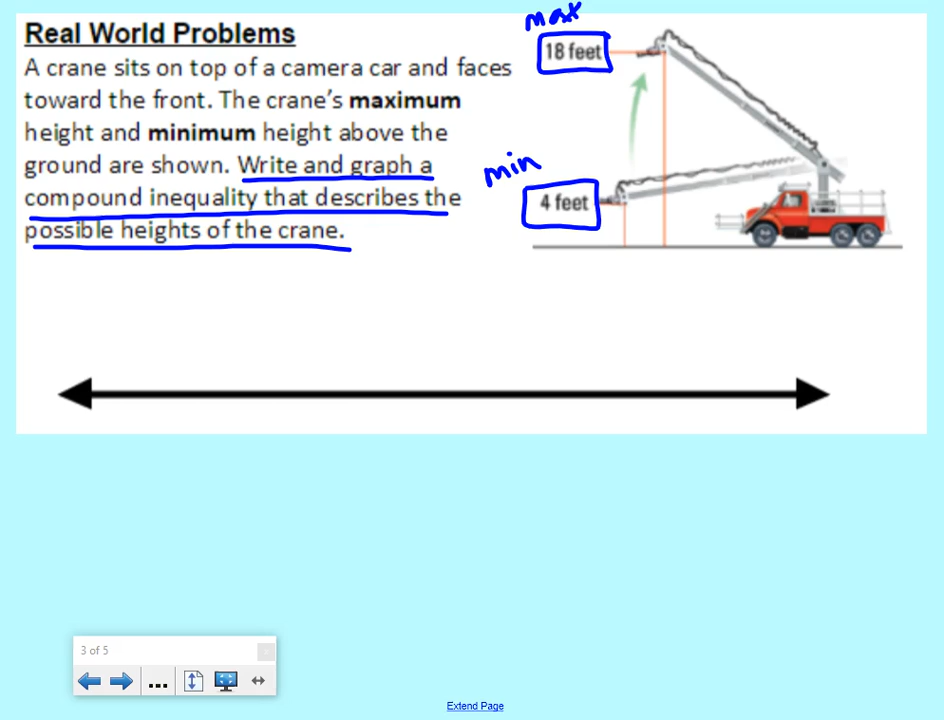 Real World Problems
max
18 feet
A crane sits on top of a camera car and faces
toward the front. The crane's maximum
height and minimum height above the
ground are shown. Write and graph a
compound inequality that describes the
possible heights of the crane.
min
4 feet
3 of 5
Extend Page